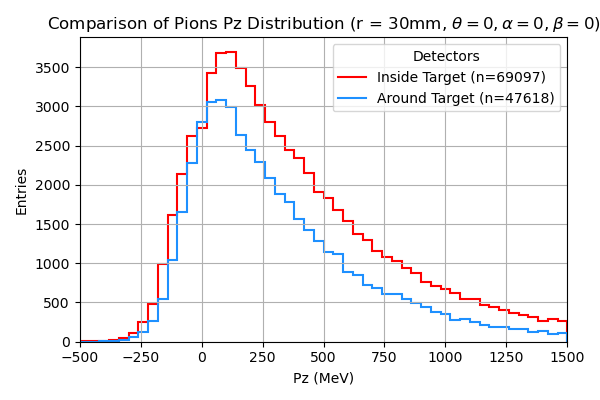 Comparison of Pions Pz Distribution (r = 30mm, θ = 0, α = 0, β = 0)
Detectors
Inside Target (n=69097)
Around Target (n=47618)
Entries
3500
3000
2500
2000
1500
1000
500
0
−500 −250 0 250 500 750 1000 1250 1500
Pz (MeV)